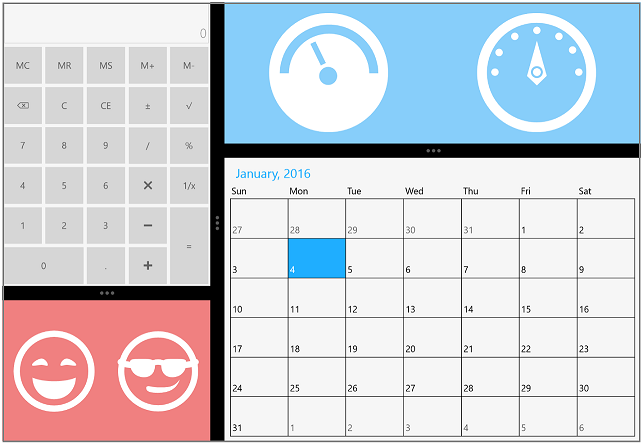 0
MC MR MS M+ M-
⌫ C CE ± √
7 8 9 / %
4 5 6 × 1/x
1 2 3 −
=
0 . +
January, 2016
Sun Mon Tue Wed Thu Fri Sat
27 28 29 30 31 1 2
3 4 5 6 7 8 9
10 11 12 13 14 15 16
17 18 19 20 21 22 23
24 25 26 27 28 29 30
31 1 2 3 4 5 6